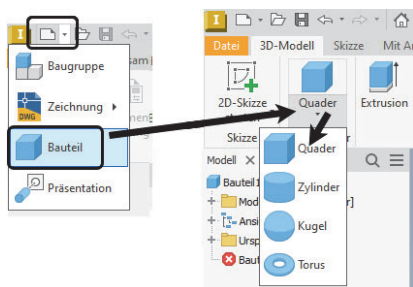 I
Baugruppe
Zeichnung
DWG
Bauteil
Präsentation
I
Datei 3D-Modell Skizze Mit A
2D-Skizze
Quader
Extrusion
Skizze
Modell
Quader
Zylinder
Kugel
Torus
Bauteil1
Mod
Ansi
Ursp
Baut